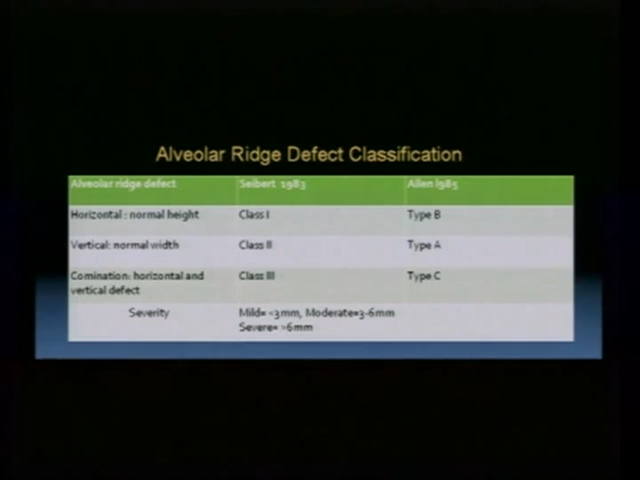 Alveolar Ridge Defect Classification
Alveolar ridge defect Seibert 1983 Allen 1985
Horizontal : normal height Class I Type B
Vertical: normal width Class II Type A
Comination: horizontal and Class III Type C
vertical defect
Severity Mild= <3mm, Moderate=3-6mm
Severe= >6mm